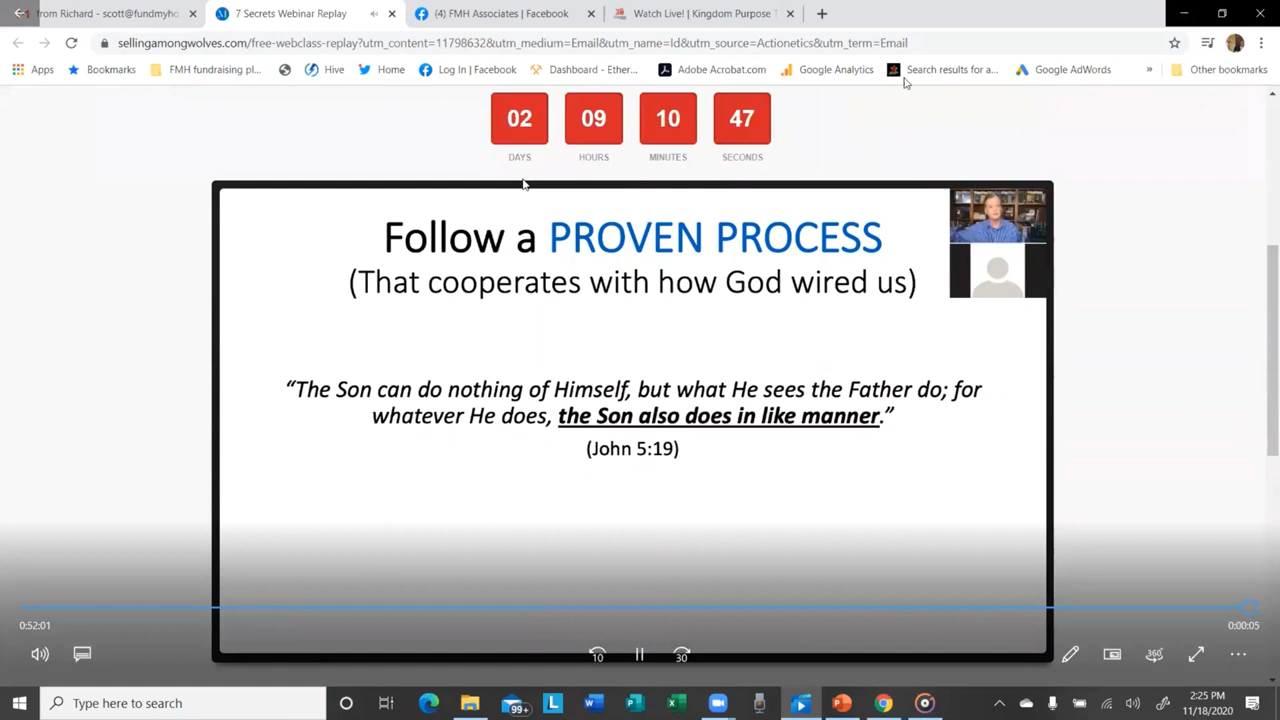 from Richard - scott@fundmyho
7 Secrets Webinar Replay
(4) FMH Associates | Facebook
Watch Live! | Kingdom Purpose T
sellingamongwolves.com/free-webclass-replay?utm_content=11798632&utm_medium=Email&utm_name=Id&utm_source=Actionetics&utm_term=Email
Apps
Bookmarks
FMH fundraising pl...
Hive
Home
Log In | Facebook
Dashboard - Ether...
Adobe Acrobat.com
Google Analytics
Search results for a...
Google AdWords
»
Other bookmarks
02 09 10 47
DAYS HOURS MINUTES SECONDS
Follow a PROVEN PROCESS
(That cooperates with how God wired us)
“The Son can do nothing of Himself, but what He sees the Father do; for
whatever He does, the Son also does in like manner.”
(John 5:19)
0:52:01
0:00:05
10
30
360
Type here to search
99+
2:25 PM
11/18/2020